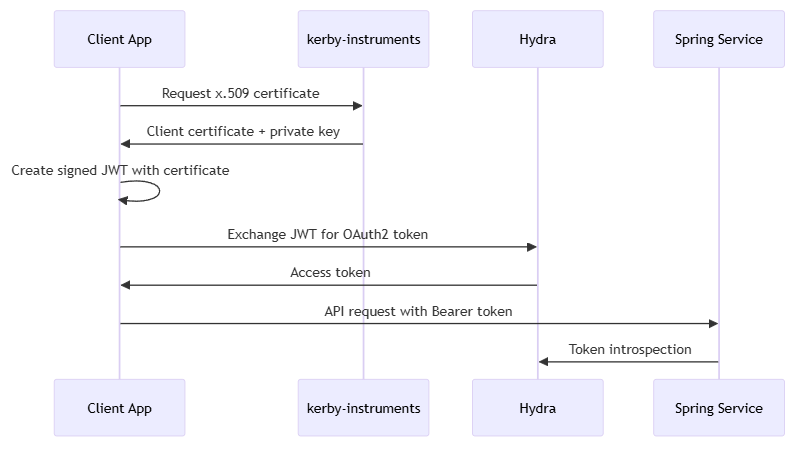 Client App
kerby-instruments
Hydra
Spring Service
Request x.509 certificate
Client certificate + private key
Create signed JWT with certificate
Exchange JWT for OAuth2 token
Access token
API request with Bearer token
Token introspection
Client App
kerby-instruments
Hydra
Spring Service